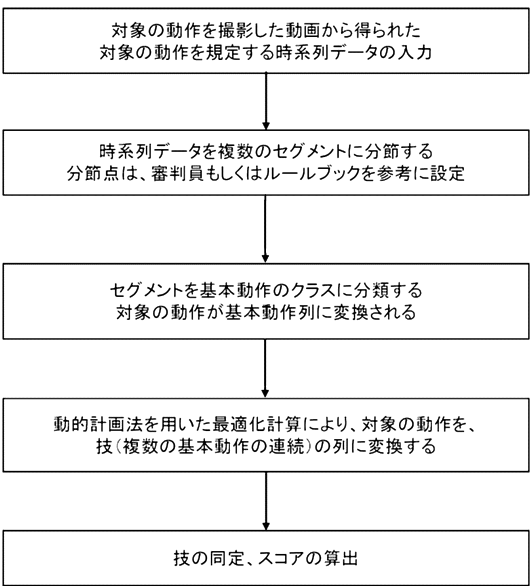 対象の動作を撮影した動画から得られた
対象の動作を規定する時系列データの入力
時系列データを複数のセグメントに分節する
分節点は、審判員もしくはルールブックを参考に設定
セグメントを基本動作のクラスに分類する
対象の動作が基本動作列に変換される
動的計画法を用いた最適化計算により、対象の動作を、
技(複数の基本動作の連続)の列に変換する
技の同定、スコアの算出